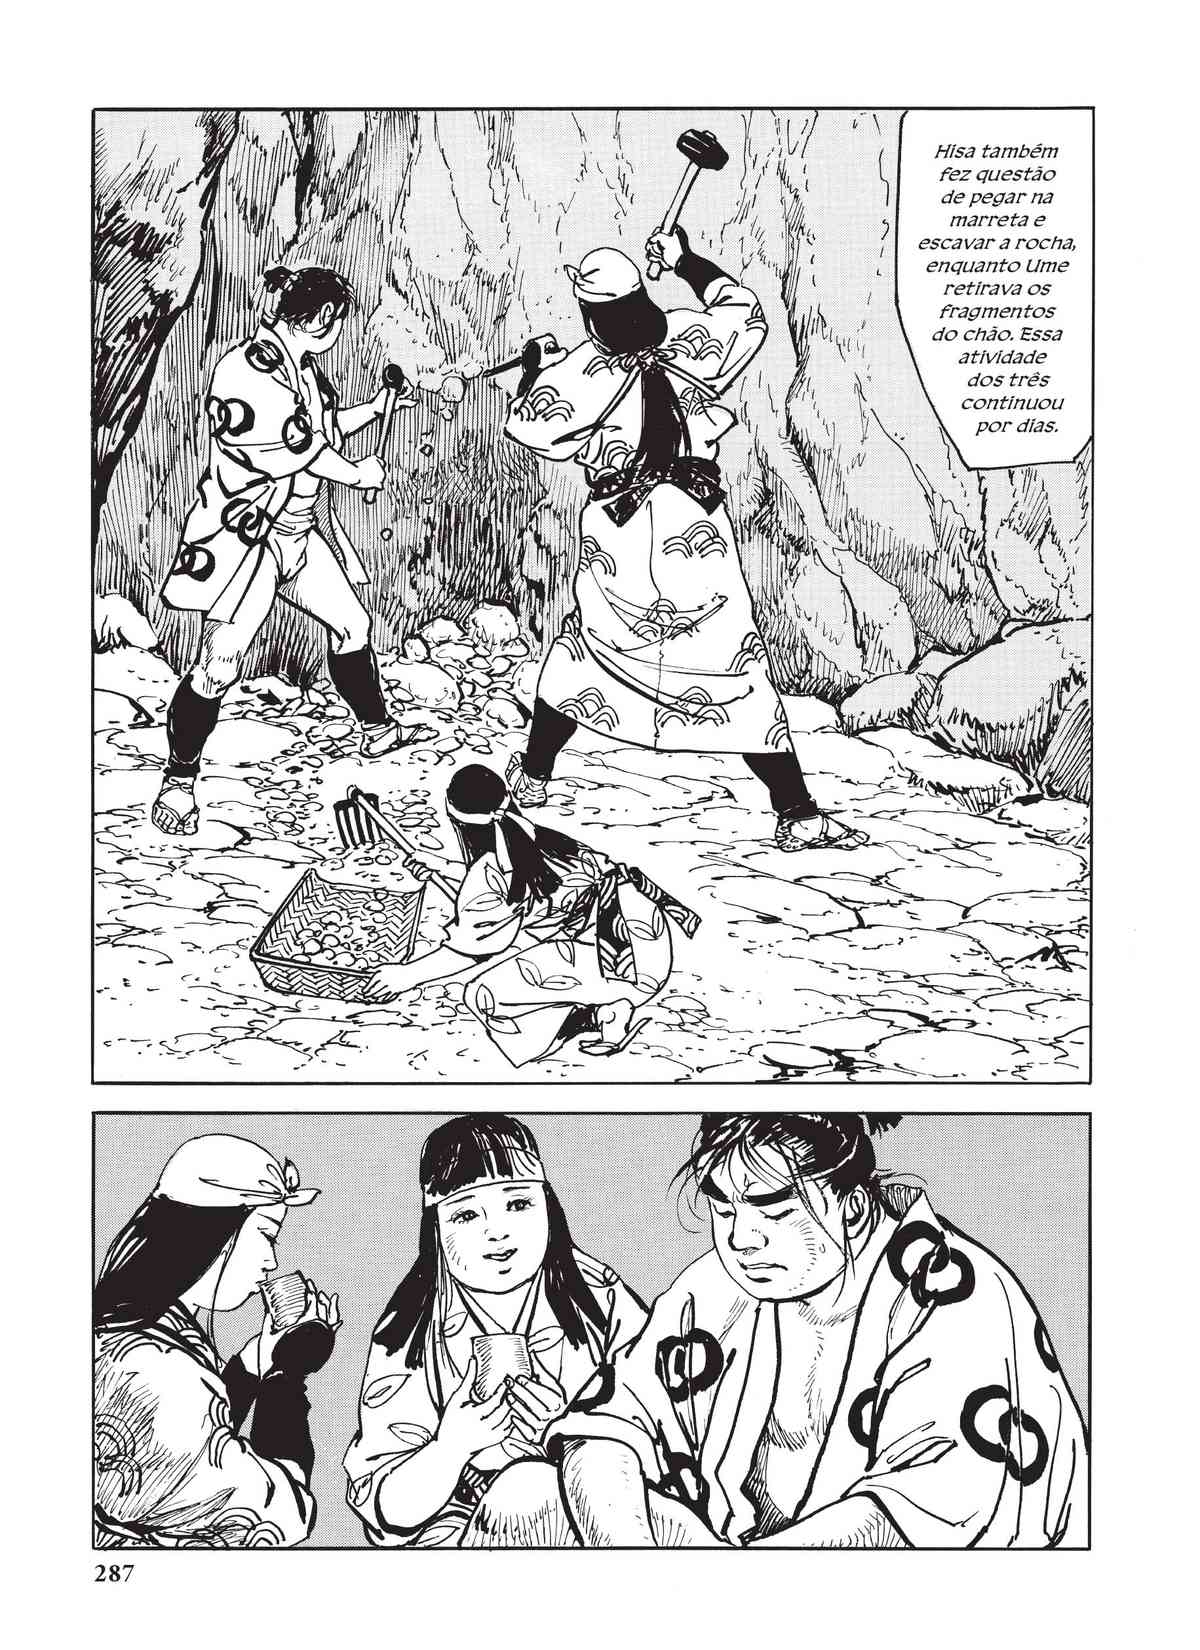 Hisa também
fez questão
de pegar na
marreta e
escavar a rocha,
enquanto Ume
retirava os
fragmentos
do chão. Essa
atividade
dos três
continuou
por dias.
287